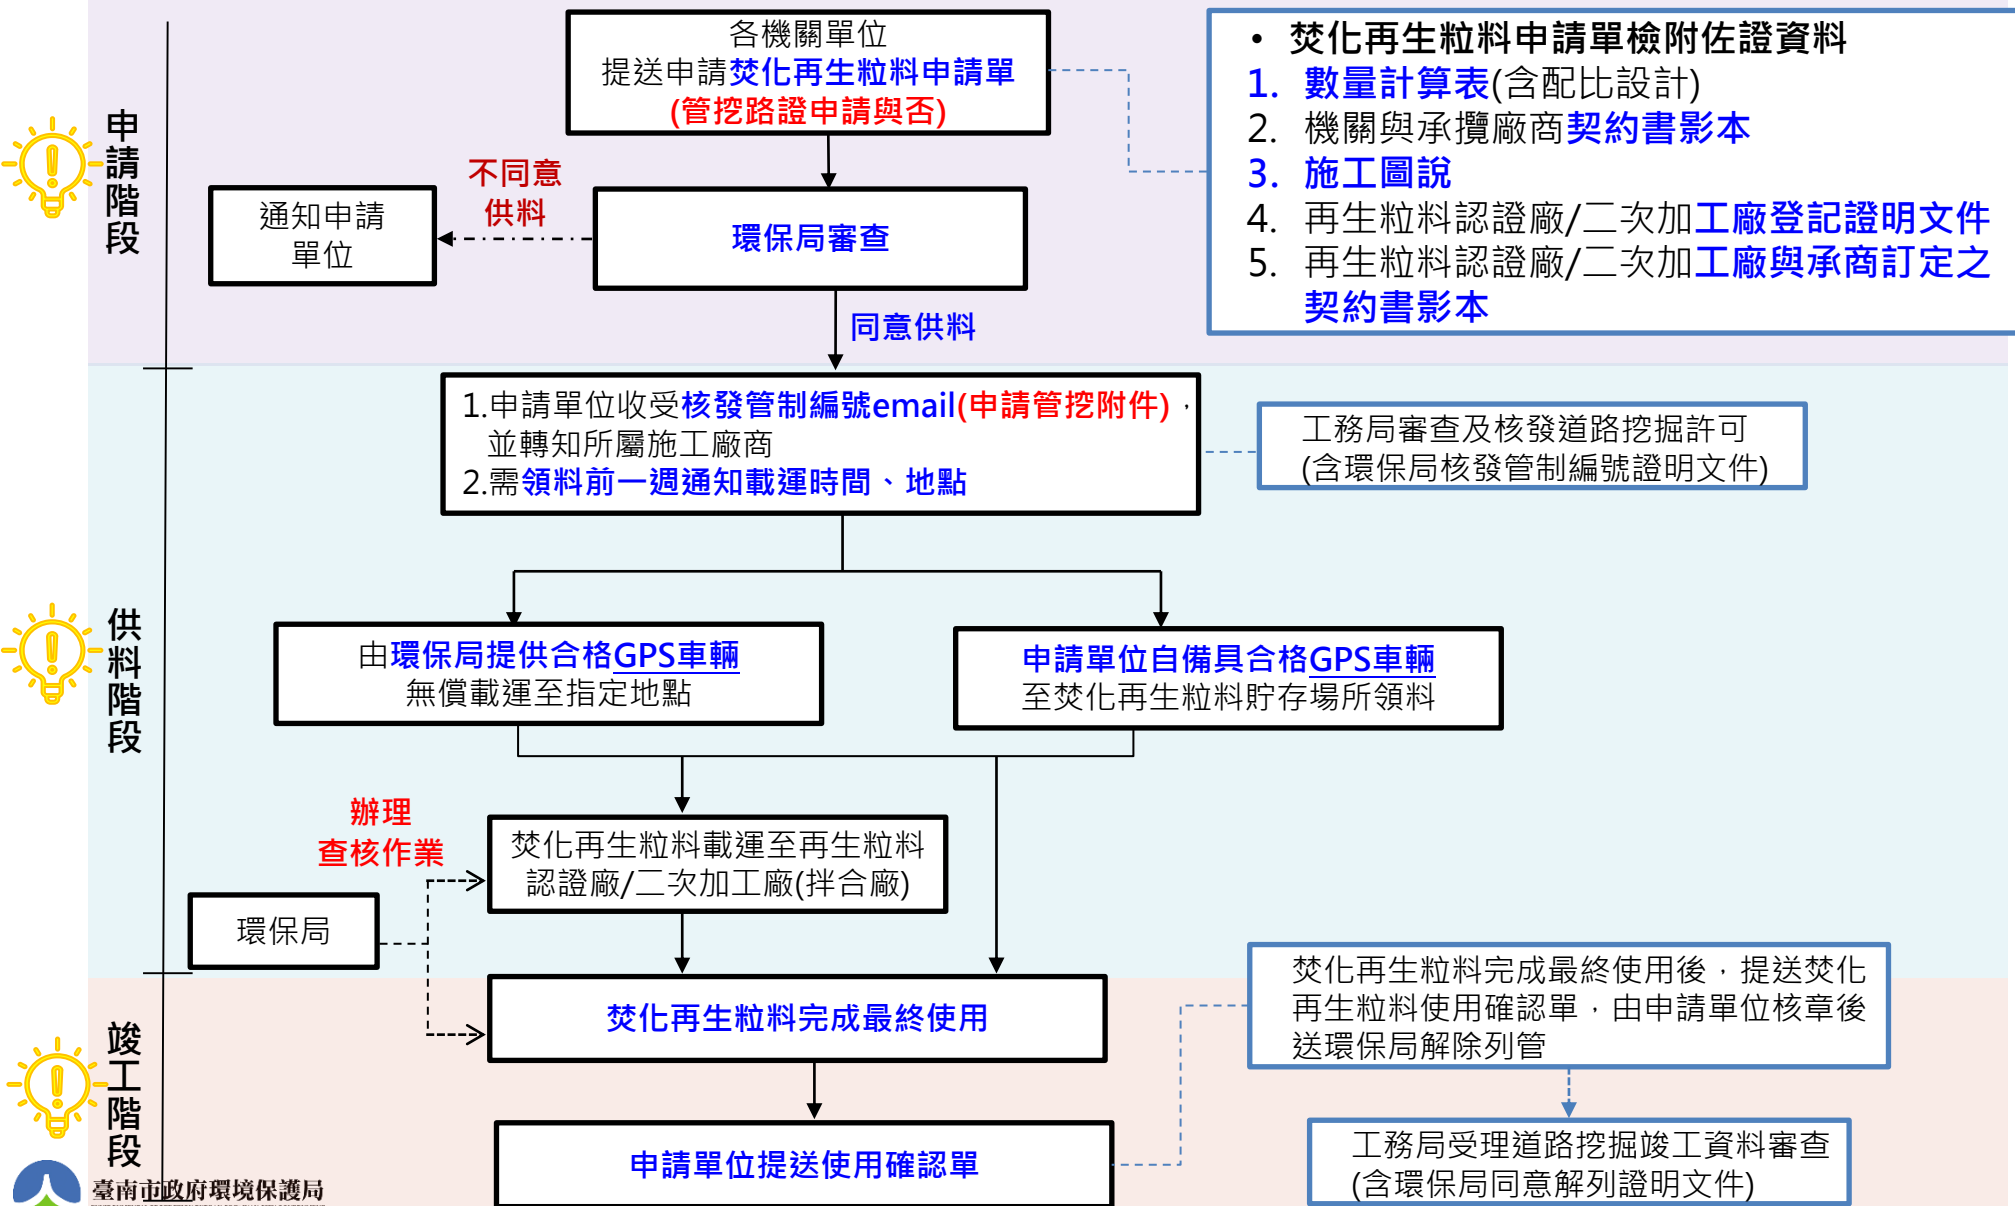 各機關單位
提送申請焚化再生粒料申請單
(管挖路證申請與否)
• 焚化再生粒料申請單檢附佐證資料
1. 數量計算表(含配比設計)
2. 機關與承攬廠商契約書影本
3. 施工圖說
4. 再生粒料認證廠/二次加工廠登記證明文件
5. 再生粒料認證廠/二次加工廠與承商訂定之
契約書影本
申請階段
不同意
供料
通知申請
單位
環保局審查
同意供料
1.申請單位收受核發管制編號email(申請管挖附件)，
並轉知所屬施工廠商
2.需領料前一週通知載運時間、地點
工務局審查及核發道路挖掘許可
(含環保局核發管制編號證明文件)
供料階段
由環保局提供合格GPS車輛
無償載運至指定地點
申請單位自備具合格GPS車輛
至焚化再生粒料貯存場所領料
辦理
查核作業
焚化再生粒料載運至再生粒料
認證廠/二次加工廠(拌合廠)
環保局
竣工階段
焚化再生粒料完成最終使用
焚化再生粒料完成最終使用後，提送焚化
再生粒料使用確認單，由申請單位核章後
送環保局解除列管
申請單位提送使用確認單
工務局受理道路挖掘竣工資料審查
(含環保局同意解列證明文件)
臺南市政府環境保護局